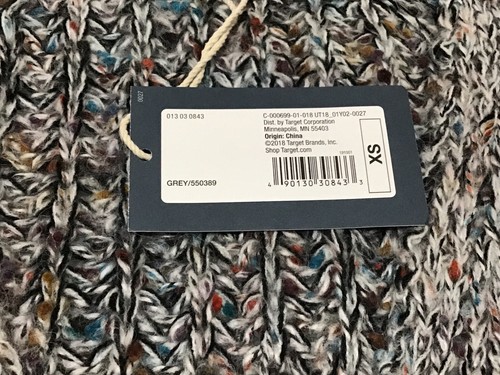 0027
013 03 0843
C-000699-01-018 UT18_01Y02-0027
Dist. by Target Corporation
Minneapolis, MN 55403
Origin: China
©2018 Target Brands, Inc.
Shop Target.com
XS
GREY/550389
4 90130 30843 3